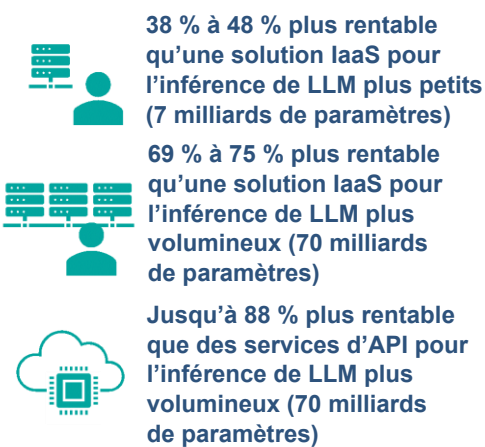 38 % à 48 % plus rentable
qu’une solution IaaS pour
l’inférence de LLM plus petits
(7 milliards de paramètres)
69 % à 75 % plus rentable
qu’une solution IaaS pour
l’inférence de LLM plus
volumineux (70 milliards
de paramètres)
Jusqu’à 88 % plus rentable
que des services d’API pour
l’inférence de LLM plus
volumineux (70 milliards
de paramètres)